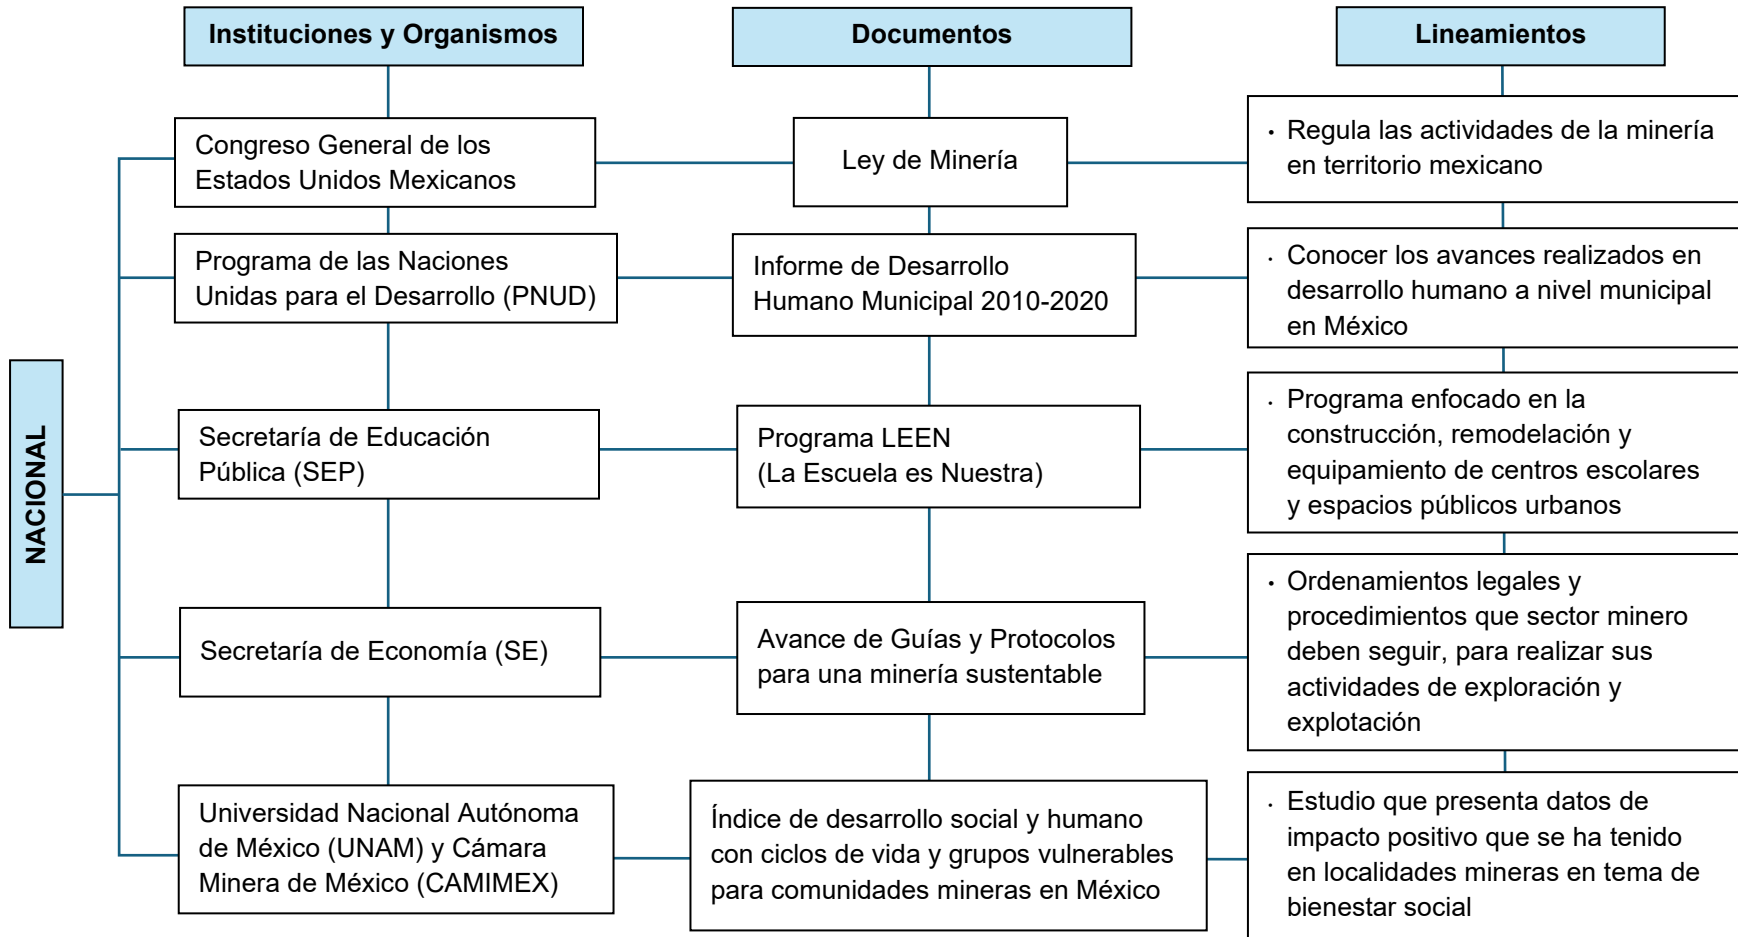 Instituciones y Organismos
Documentos
Lineamientos
NACIONAL
Congreso General de los
Estados Unidos Mexicanos
Ley de Minería
• Regula las actividades de la minería
en territorio mexicano
Programa de las Naciones
Unidas para el Desarrollo (PNUD)
Informe de Desarrollo
Humano Municipal 2010-2020
• Conocer los avances realizados en
desarrollo humano a nivel municipal
en México
Secretaría de Educación
Pública (SEP)
Programa LEEN
(La Escuela es Nuestra)
• Programa enfocado en la
construcción, remodelación y
equipamiento de centros escolares
y espacios públicos urbanos
Secretaría de Economía (SE)
Avance de Guías y Protocolos
para una minería sustentable
• Ordenamientos legales y
procedimientos que sector minero
deben seguir, para realizar sus
actividades de exploración y
explotación
Universidad Nacional Autónoma
de México (UNAM) y Cámara
Minera de México (CAMIMEX)
Índice de desarrollo social y humano
con ciclos de vida y grupos vulnerables
para comunidades mineras en México
• Estudio que presenta datos de
impacto positivo que se ha tenido
en localidades mineras en tema de
bienestar social